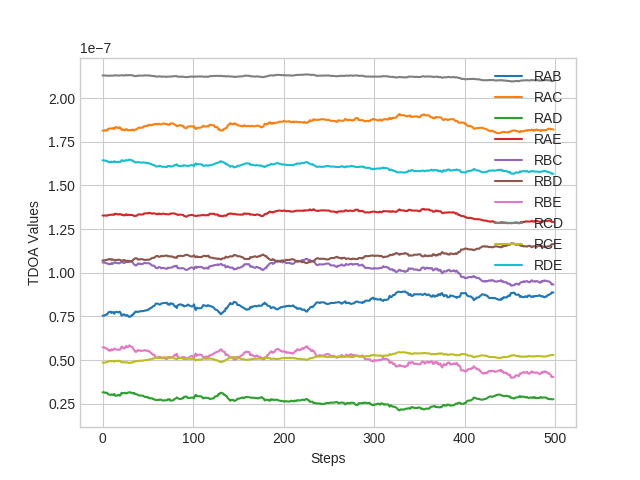 1e−7
2.00
1.75
1.50
1.25
1.00
0.75
0.50
0.25
TDOA Values
0
100
200
300
400
500
Steps
RAB
RAC
RAD
RAE
RBC
RBD
RBE
RCD
RCE
RDE